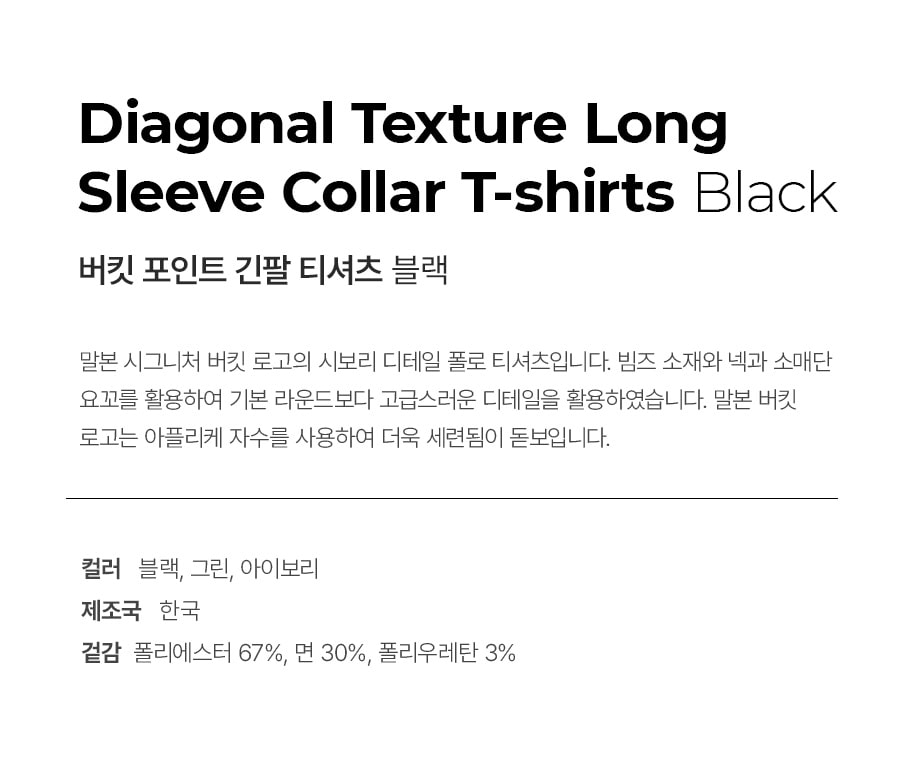 Diagonal Texture Long
Sleeve Collar T-shirts Black
버킷 포인트 긴팔 티셔츠 블랙
말본 시그니처 버킷 로고의 시보리 디테일 폴로 티셔츠입니다. 빔즈 소재와 넥과 소매단
요꼬를 활용하여 기본 라운드보다 고급스러운 디테일을 활용하였습니다. 말본 버킷
로고는 아플리케 자수를 사용하여 더욱 세련됨이 돋보입니다.
컬러 블랙, 그린, 아이보리
제조국 한국
겉감 폴리에스터 67%, 면 30%, 폴리우레탄 3%